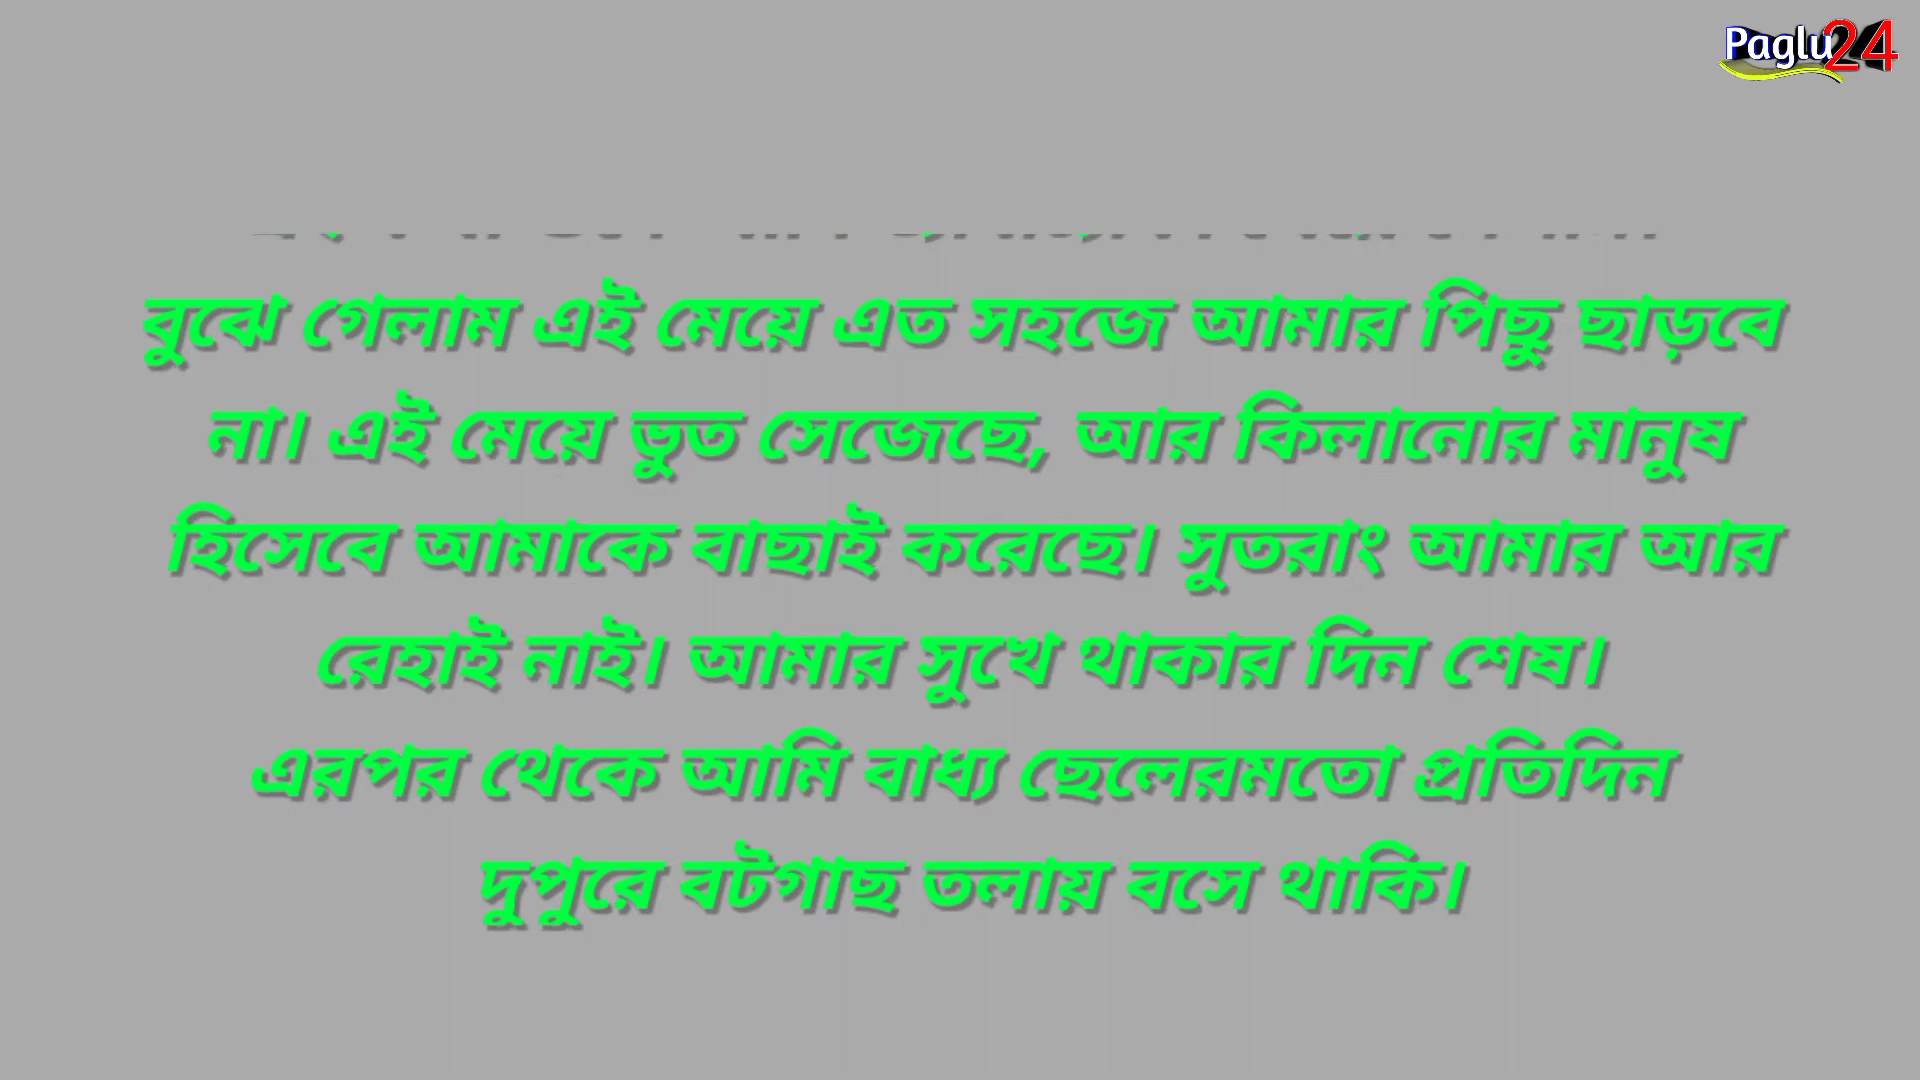 Paglu24
বুঝে গেলাম এই মেয়ে এত সহজে আমার পিছু ছাড়বে
না। এই মেয়ে ভুত সেজেছে, আর কিলানোর মানুষ
হিসেবে আমাকে বাছাই করেছে। সুতরাং আমার আর
রেহাই নাই। আমার সুখে থাকার দিন শেষ।
এরপর থেকে আমি বাধ্য ছেলেরমতো প্রতিদিন
দুপুরে বটগাছ তলায় বসে থাকি।